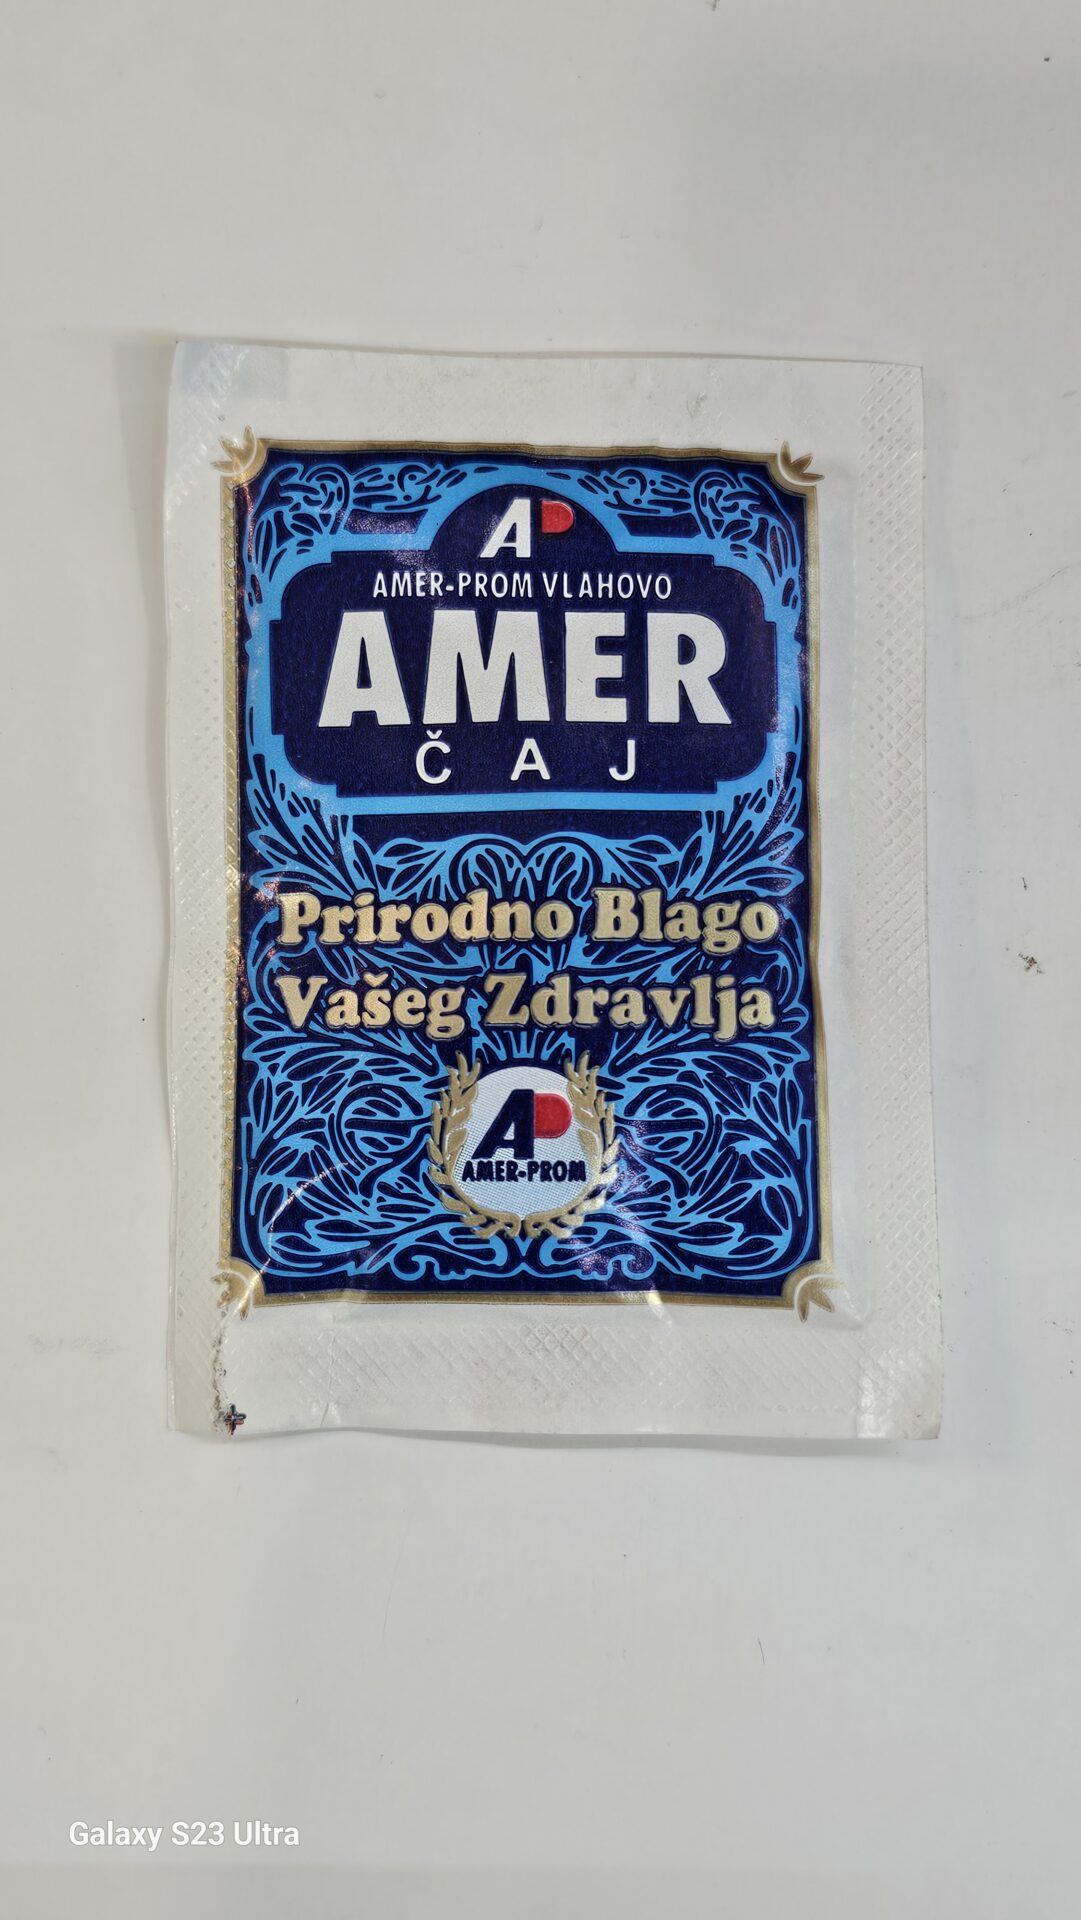 AP
AMER-PROM VLAHOVO
AMER
ČAJ
Prirodno Blago
Vašeg Zdravlja
AP
AMER-PROM
Galaxy S23 Ultra